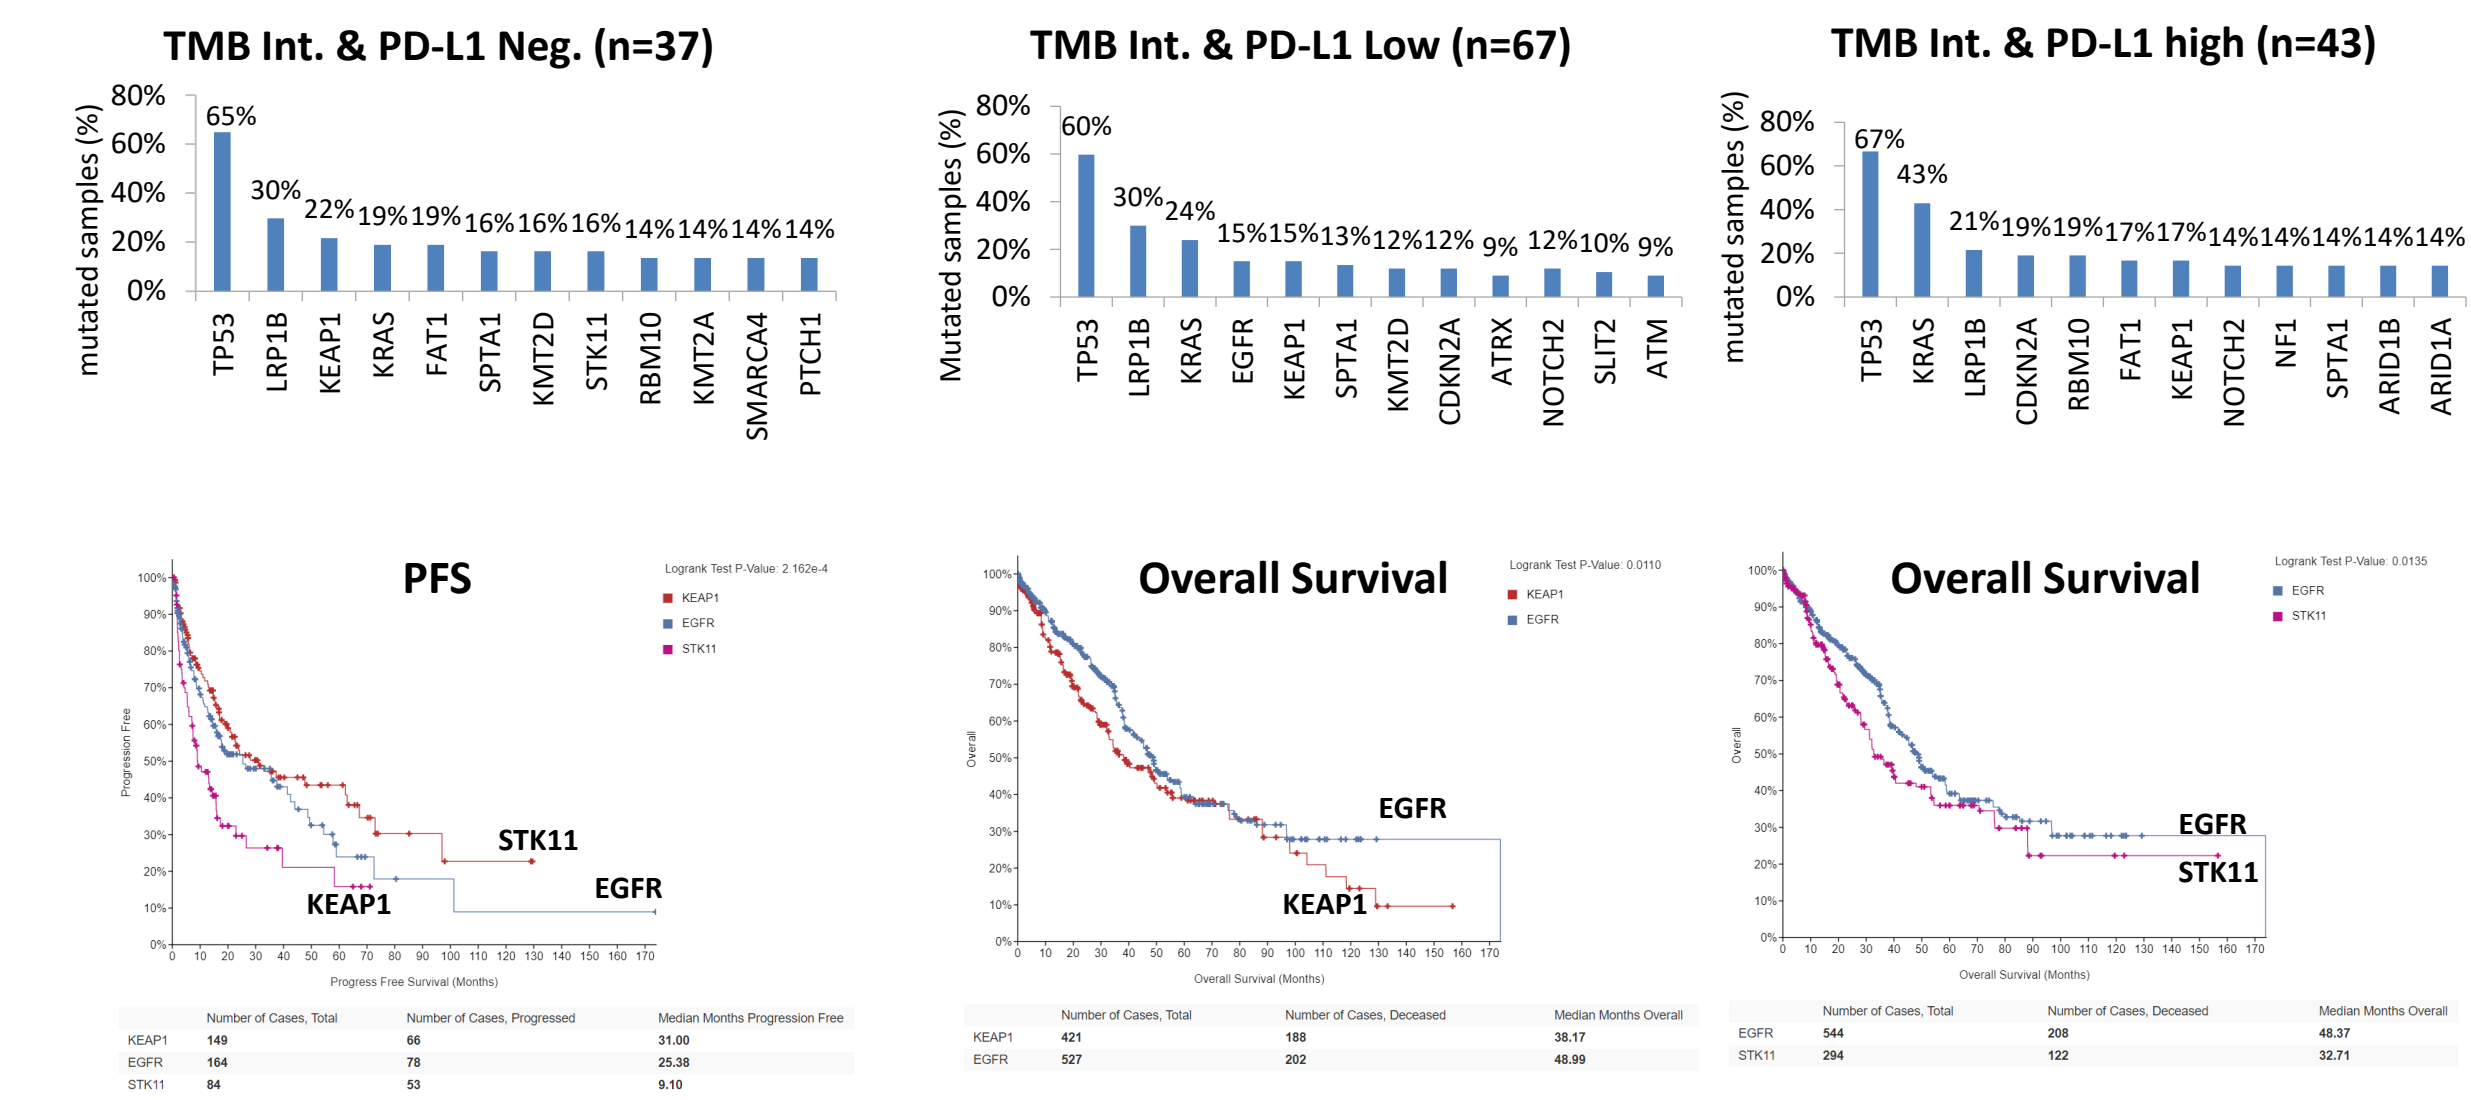 TMB Int. & PD-L1 Neg. (n=37)
mutated samples (%)
80%
60%
40%
20%
0%
65%
30%
22%
19%
19%
16%
16%
16%
14%
14%
14%
14%
TP53
LRP1B
KEAP1
KRAS
FAT1
SPTA1
KMT2D
STK11
RBM10
KMT2A
SMARCA4
PTCH1
TMB Int. & PD-L1 Low (n=67)
Mutated samples (%)
80%
60%
40%
20%
0%
60%
30%
24%
15%
15%
13%
12%
12%
9%
12%
10%
9%
TP53
LRP1B
KRAS
EGFR
KEAP1
SPTA1
KMT2D
CDKN2A
ATRX
NOTCH2
SLIT2
ATM
TMB Int. & PD-L1 high (n=43)
mutated samples (%)
80%
60%
40%
20%
0%
67%
43%
21%
19%
19%
17%
17%
14%
14%
14%
14%
14%
TP53
KRAS
LRP1B
CDKN2A
RBM10
FAT1
KEAP1
NOTCH2
NF1
SPTA1
ARID1B
ARID1A
PFS
Logrank Test P-Value: 2.162e-4
KEAP1
EGFR
STK11
Progression Free
100%
90%
80%
70%
60%
50%
40%
30%
20%
10%
0%
STK11
EGFR
KEAP1
0 10 20 30 40 50 60 70 80 90 100 110 120 130 140 150 160 170
Progress Free Survival (Months)
Number of Cases, Total Number of Cases, Progressed Median Months Progression Free
KEAP1 149 66 31.00
EGFR 164 78 25.38
STK11 84 53 9.10
Overall Survival
Logrank Test P-Value: 0.0110
KEAP1
EGFR
Overall
100%
90%
80%
70%
60%
50%
40%
30%
20%
10%
0%
EGFR
KEAP1
0 10 20 30 40 50 60 70 80 90 100 110 120 130 140 150 160 170
Overall Survival (Months)
Number of Cases, Total Number of Cases, Deceased Median Months Overall
KEAP1 421 188 38.17
EGFR 527 202 48.99
Overall Survival
Logrank Test P-Value: 0.0135
EGFR
STK11
Overall
100%
90%
80%
70%
60%
50%
40%
30%
20%
10%
0%
EGFR
STK11
0 10 20 30 40 50 60 70 80 90 100 110 120 130 140 150 160 170
Overall Survival (Months)
Number of Cases, Total Number of Cases, Deceased Median Months Overall
EGFR 544 208 48.37
STK11 294 122 32.71